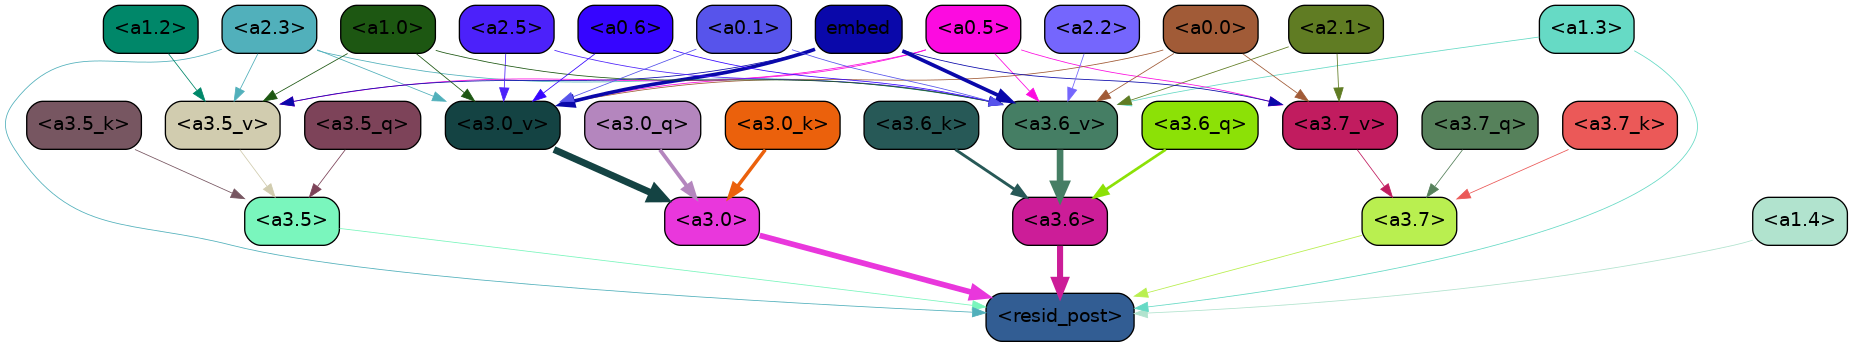 <a1.2> <a2.3> <a1.0> <a2.5> <a0.6> <a0.1> embed <a0.5> <a2.2> <a0.0> <a2.1> <a1.3>
<a3.5_k> <a3.5_v> <a3.5_q> <a3.0_v> <a3.0_q> <a3.0_k> <a3.6_k> <a3.6_v> <a3.6_q> <a3.7_v> <a3.7_q> <a3.7_k>
<a3.5> <a3.0> <a3.6> <a3.7> <a1.4>
<resid_post>